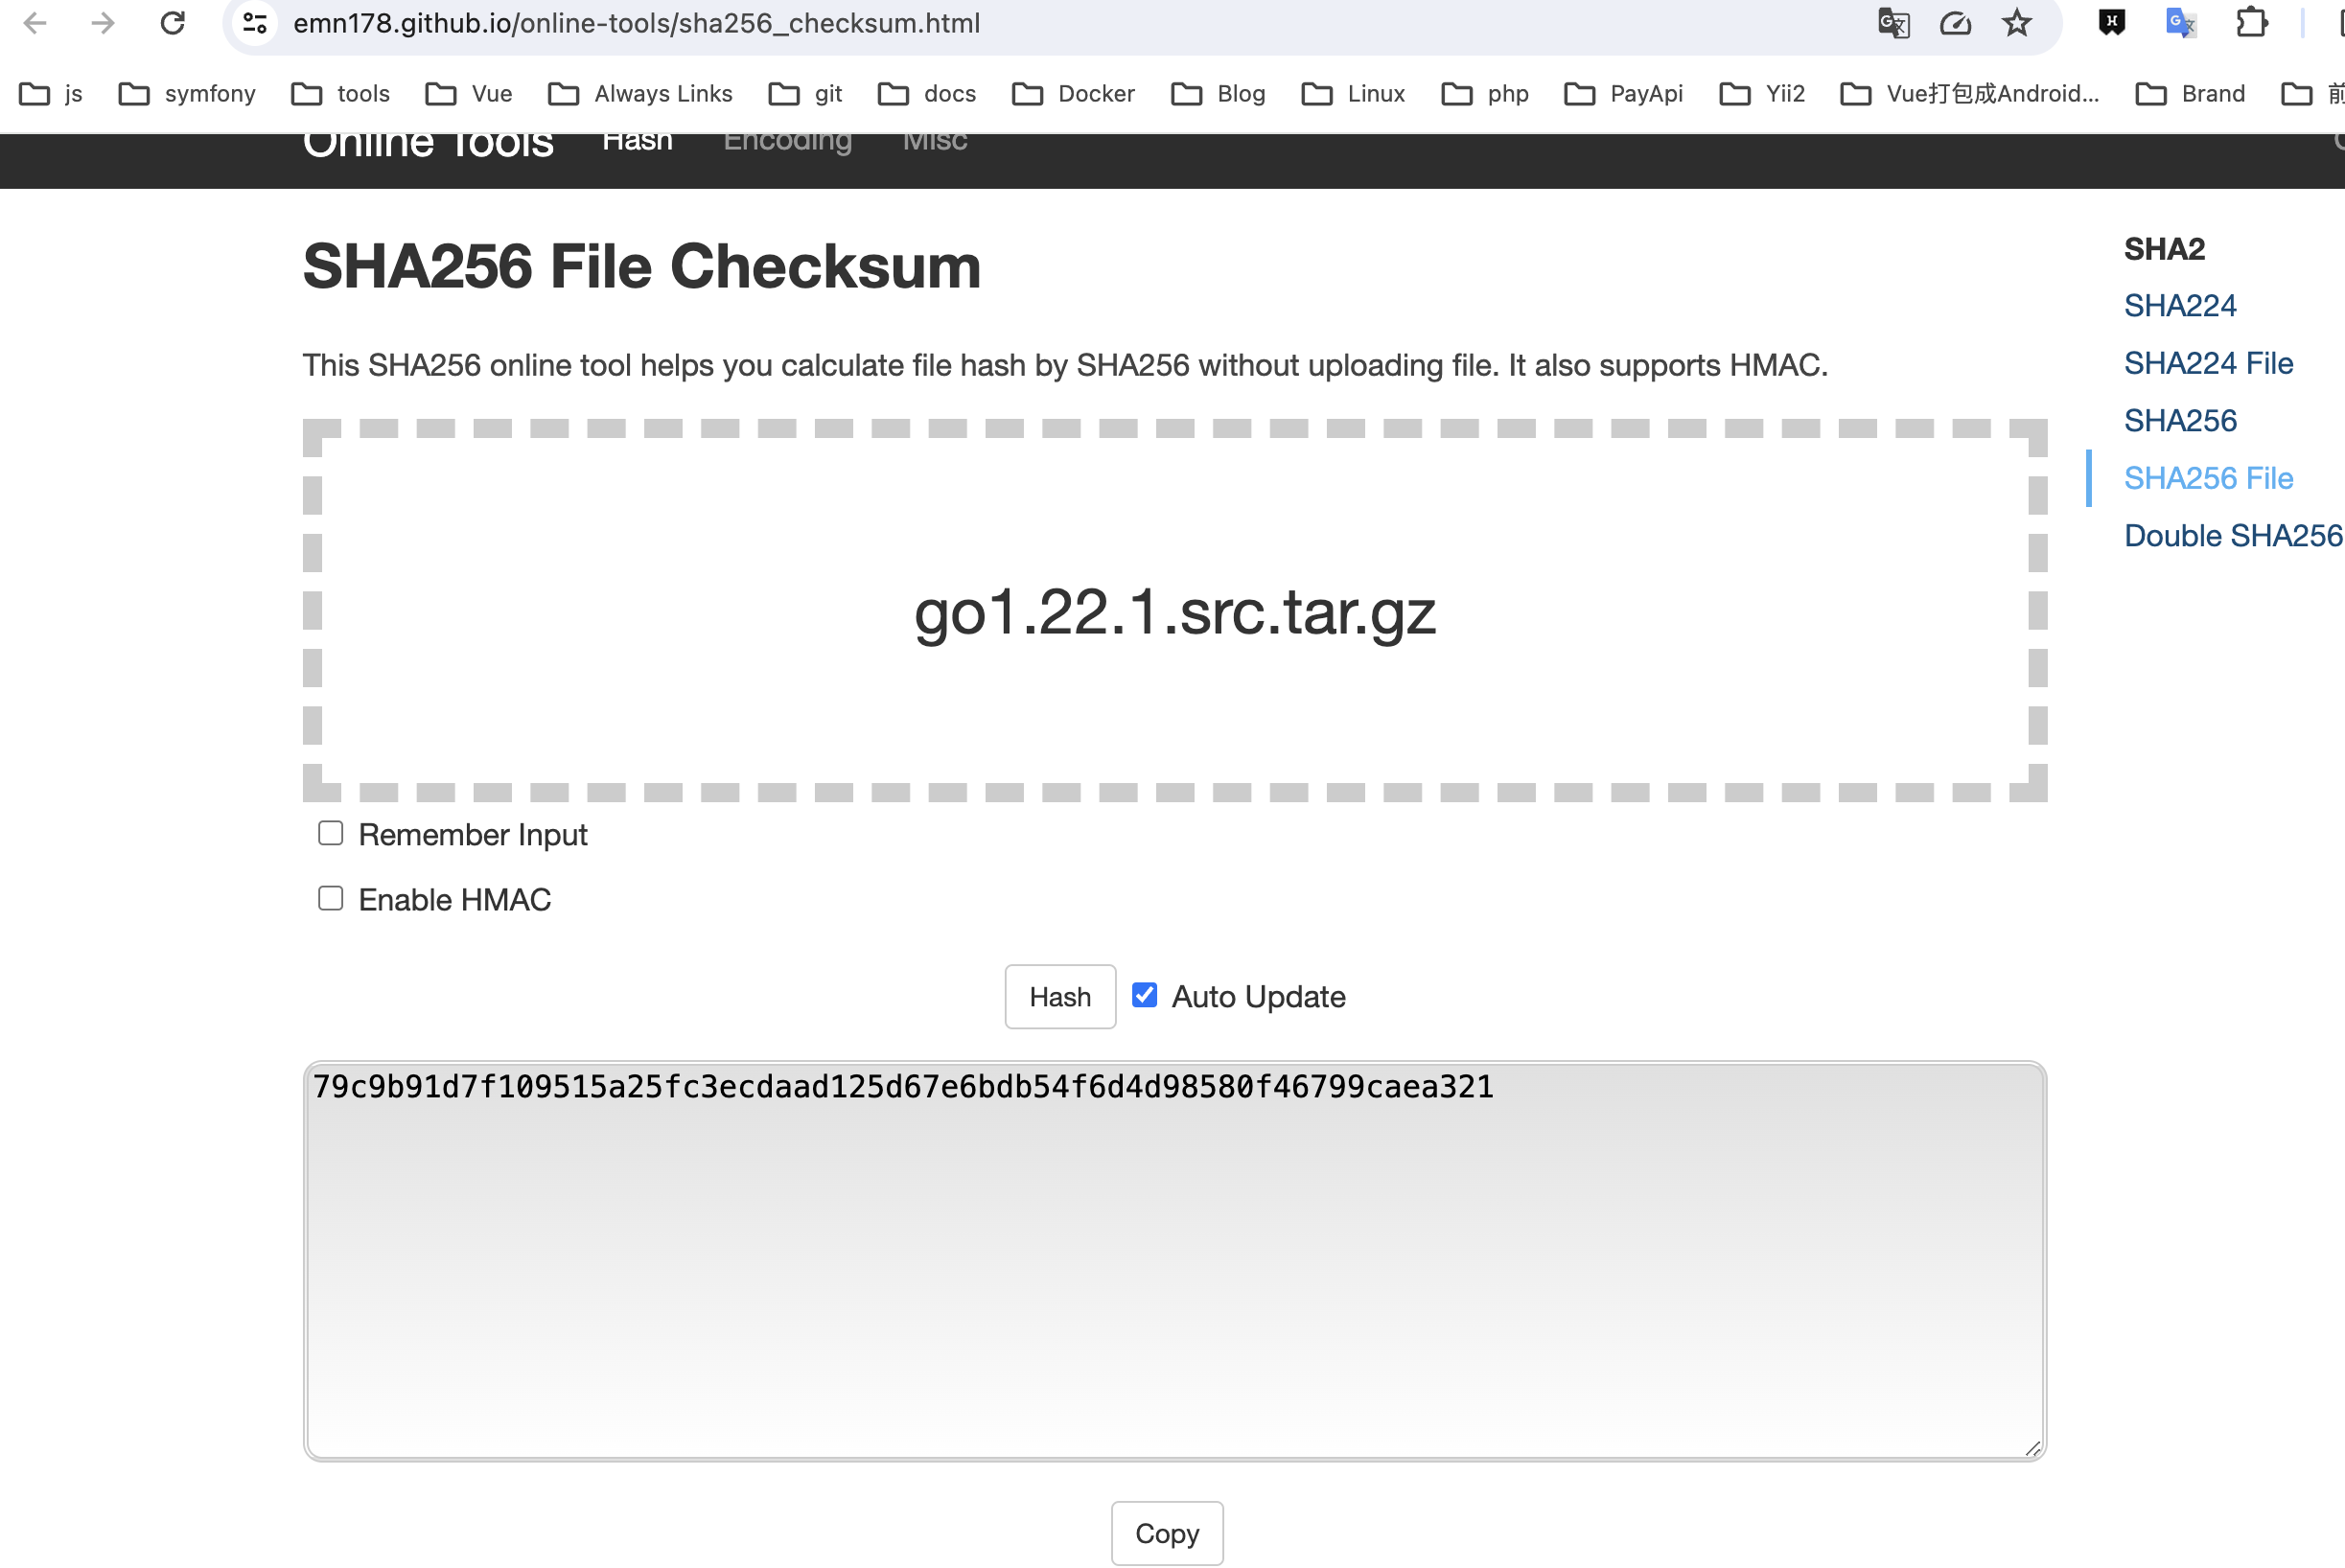 emn178.github.io/online-tools/sha256_checksum.html
js symfony tools Vue Always Links git docs Docker Blog Linux php PayApi Yii2 Vue打包成Android... Brand 前
Online Tools Hash Encoding Misc
SHA256 File Checksum
This SHA256 online tool helps you calculate file hash by SHA256 without uploading file. It also supports HMAC.
go1.22.1.src.tar.gz
Remember Input
Enable HMAC
Hash Auto Update
79c9b91d7f109515a25fc3ecdaad125d67e6bdb54f6d4d98580f46799caea321
Copy
SHA2
SHA224
SHA224 File
SHA256
SHA256 File
Double SHA256